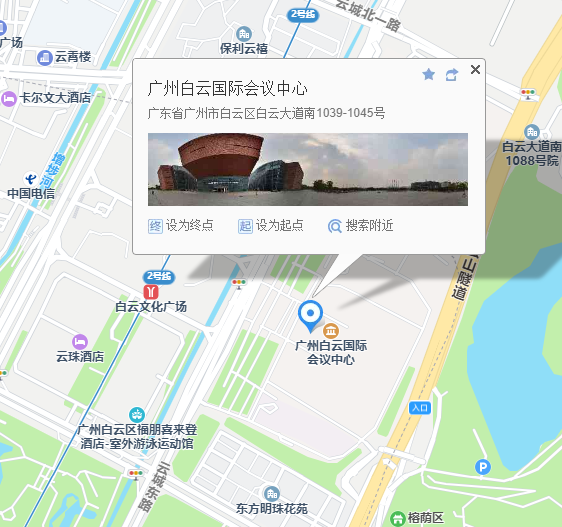 云城北一路
2号线
广场
保利云禧
云霄楼
卡尔文大酒店
广州白云国际会议中心
广东省广州市白云区白云大道南1039-1045号
终 设为终点
起 设为起点
搜索附近
白云大道南
1088号院
增埗河
中国电信
山隧道
2号线
白云文化广场
云珠酒店
广州白云国际
会议中心
入口
广州白云区福朋喜来登
酒店-室外游泳运动馆
云城东路
P
东方明珠花苑
榕荫区